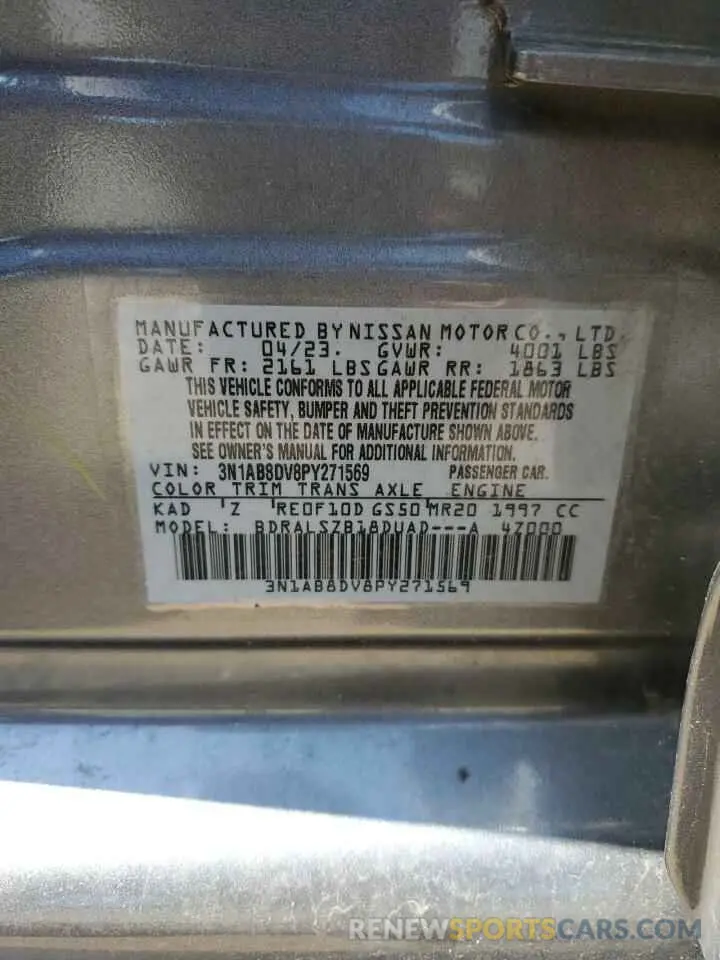 MANUFACTURED BY NISSAN MOTOR CO., LTD.
DATE: 04/23. GVWR: 4001 LBS
GAWR FR: 2161 LBS GAWR RR: 1863 LBS
THIS VEHICLE CONFORMS TO ALL APPLICABLE FEDERAL MOTOR
VEHICLE SAFETY, BUMPER AND THEFT PREVENTION STANDARDS
IN EFFECT ON THE DATE OF MANUFACTURE SHOWN ABOVE.
SEE OWNER'S MANUAL FOR ADDITIONAL INFORMATION.
VIN: 3N1AB8DV8PY271569 PASSENGER CAR.
COLOR TRIM TRANS AXLE ENGINE
KAD Z RE0F10D GS50 MR20 1997 CC
MODEL: BDRALSZB18DUAD---A 47000
3N1AB8DV8PY271569
RENEWSPORTSCARS.COM